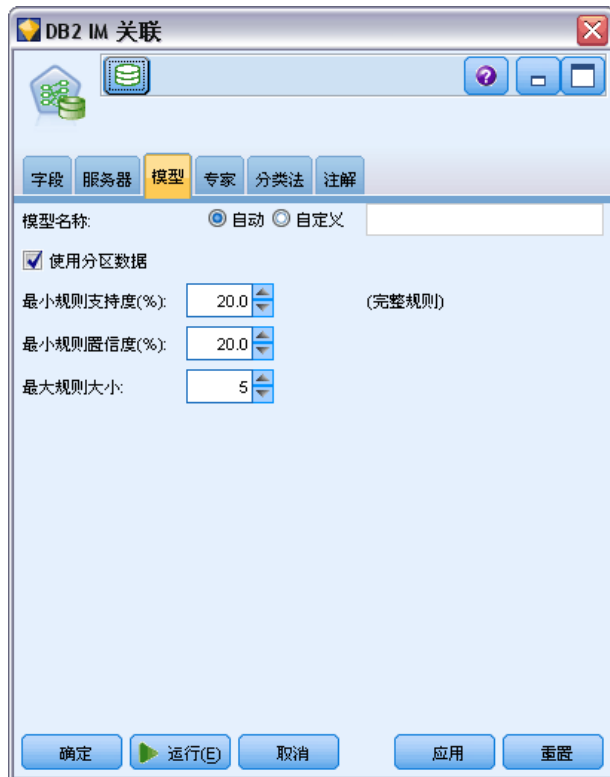 DB2 IM 关联
字段 服务器 模型 专家 分类法 注解
模型名称: 自动 自定义
使用分区数据
最小规则支持度(%): 20.0 (完整规则)
最小规则置信度(%): 20.0
最大规则大小: 5
确定 运行(E) 取消 应用 重置